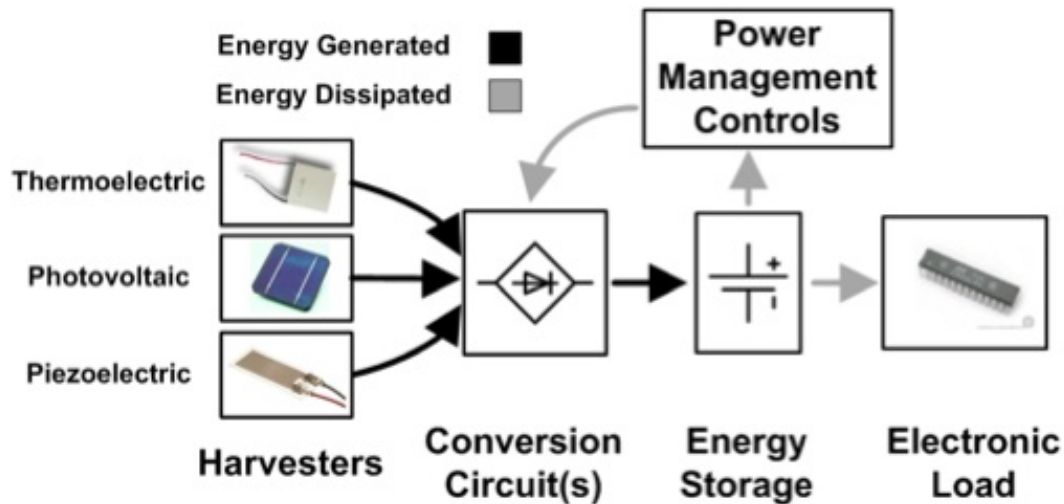 Energy Generated
Energy Dissipated
Power
Management
Controls
Thermoelectric
Photovoltaic
Piezoelectric
+
-
Harvesters
Conversion
Circuit(s)
Energy
Storage
Electronic
Load